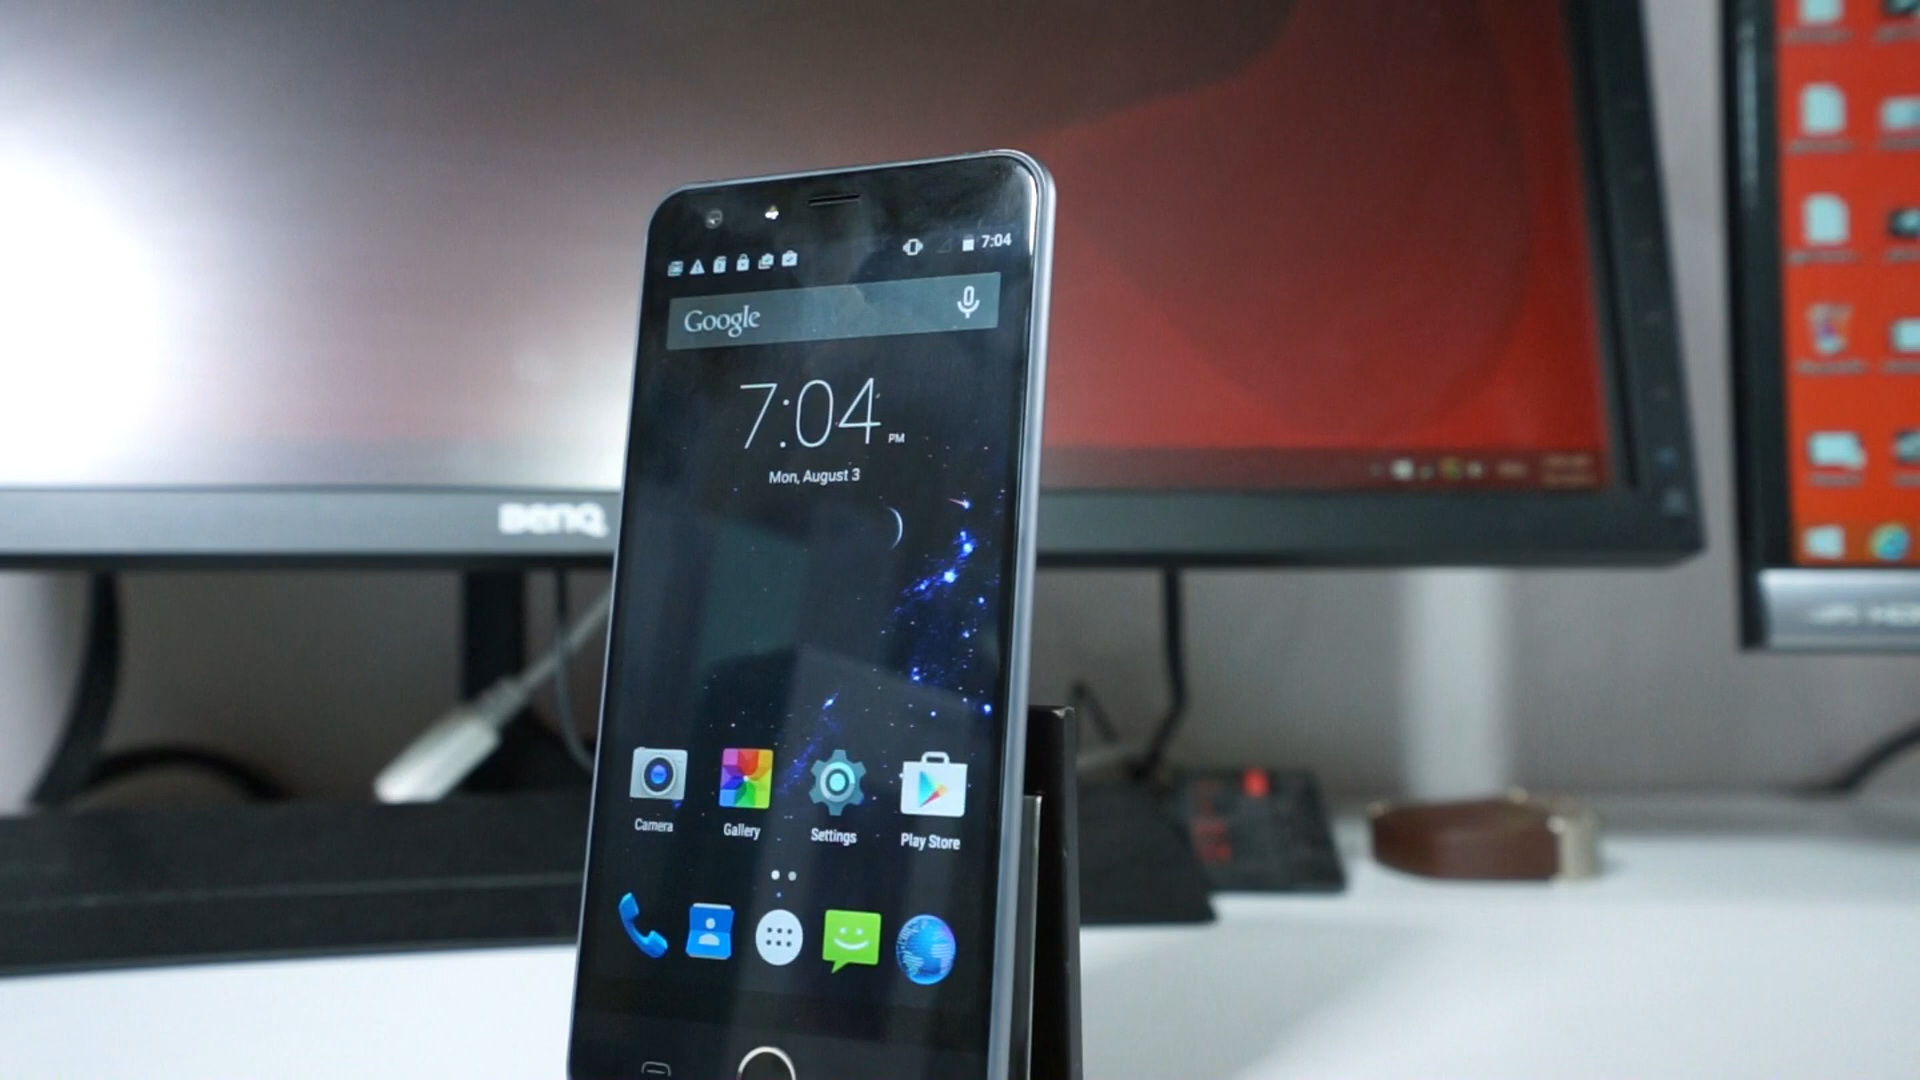 7:04
Google
7:04 PM
Mon, August 3
BenQ
Camera
Gallery
Settings
Play Store